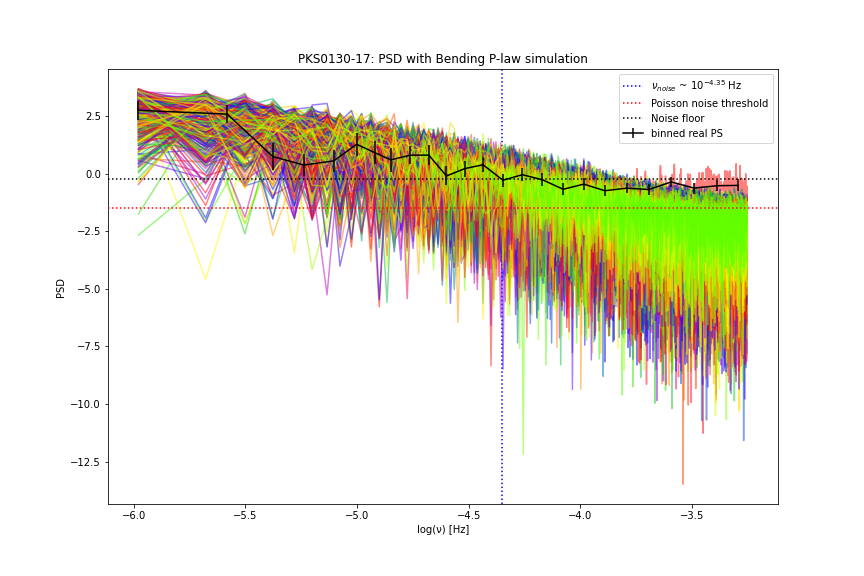 PKS0130-17: PSD with Bending P-law simulation
ν_noise ~ 10^−4.35 Hz
Poisson noise threshold
Noise floor
binned real PS
PSD
2.5
0.0
−2.5
−5.0
−7.5
−10.0
−12.5
−6.0 −5.5 −5.0 −4.5 −4.0 −3.5
log(ν) [Hz]